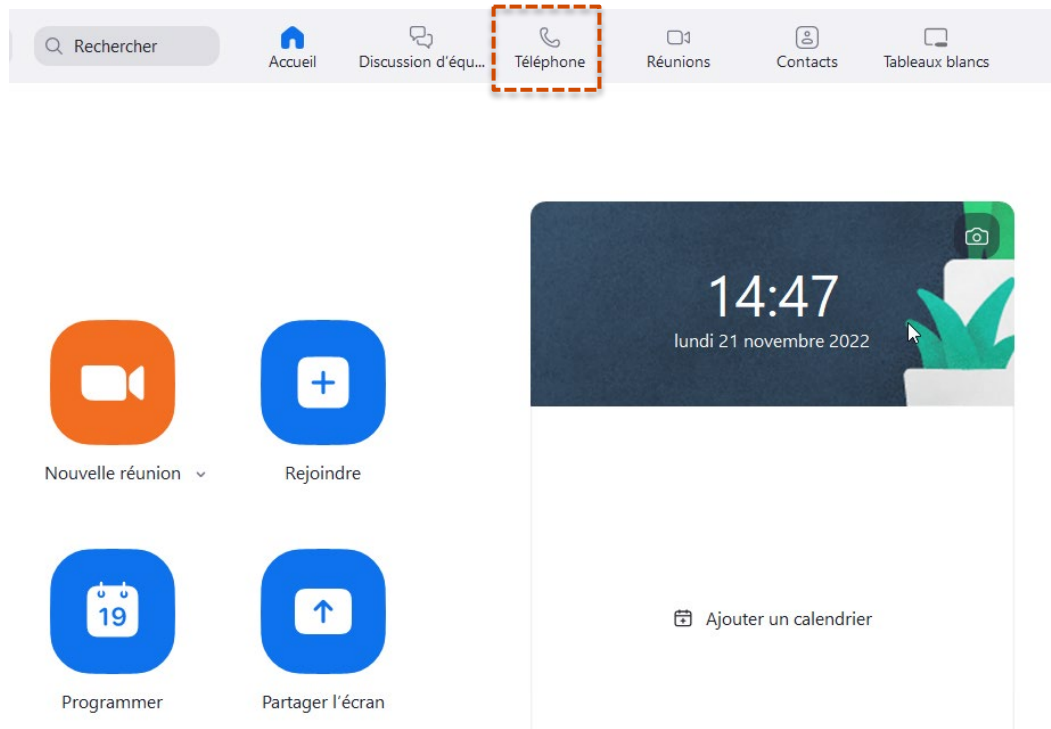 Rechercher
Accueil
Discussion d'équ...
Téléphone
Réunions
Contacts
Tableaux blancs
14:47
lundi 21 novembre 2022
Nouvelle réunion
Rejoindre
19
Programmer
Partager l'écran
Ajouter un calendrier